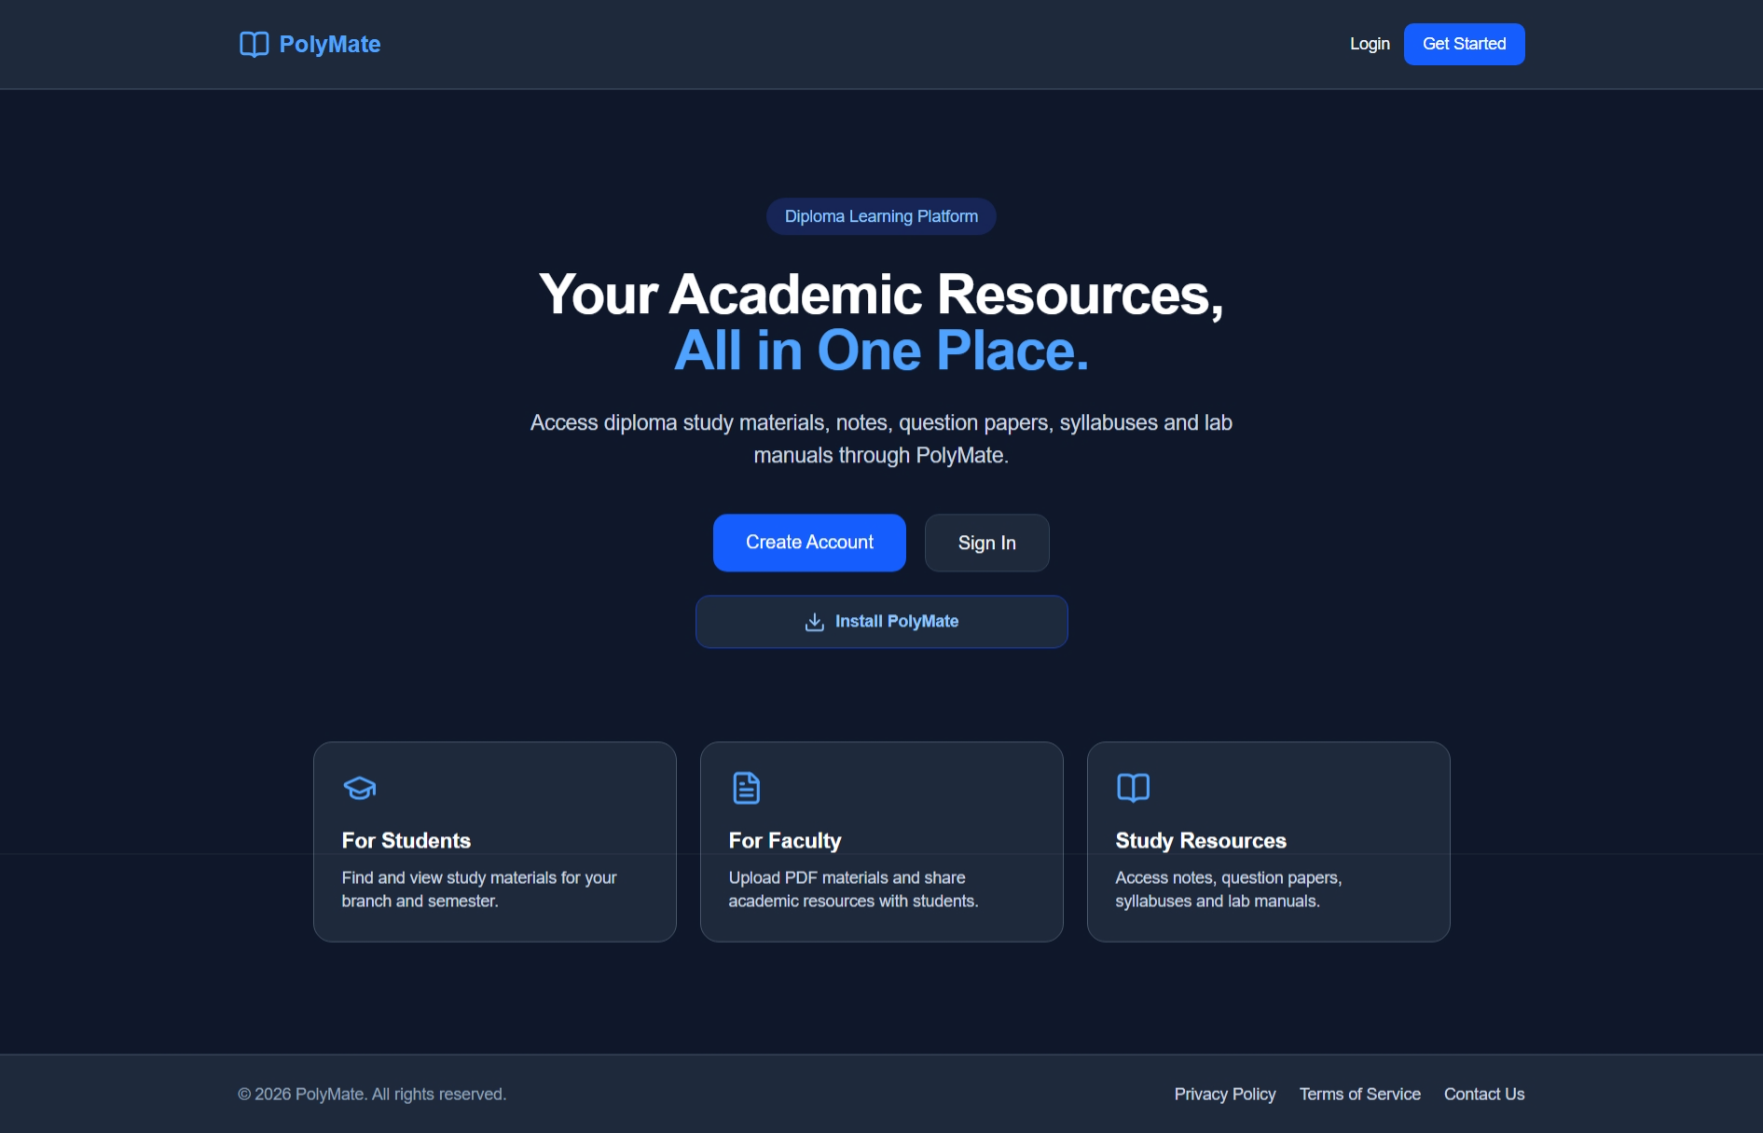 PolyMate
Login
Get Started
Diploma Learning Platform
Your Academic Resources,
All in One Place.
Access diploma study materials, notes, question papers, syllabuses and lab
manuals through PolyMate.
Create Account
Sign In
Install PolyMate
For Students
Find and view study materials for your
branch and semester.
For Faculty
Upload PDF materials and share
academic resources with students.
Study Resources
Access notes, question papers,
syllabuses and lab manuals.
© 2026 PolyMate. All rights reserved.
Privacy Policy
Terms of Service
Contact Us